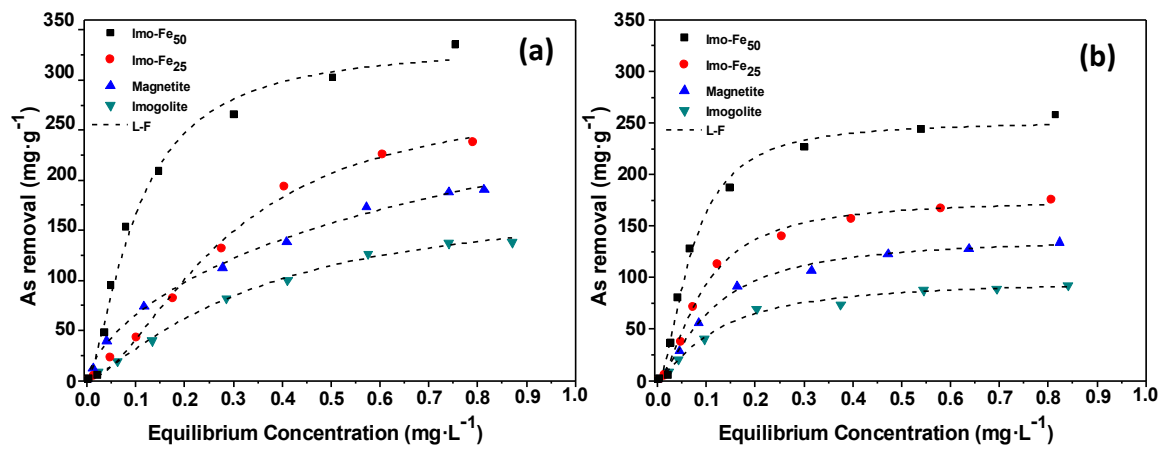 (a)
Imo-Fe50
Imo-Fe25
Magnetite
Imogolite
L-F
As removal (mg·g-1)
350
300
250
200
150
100
50
0
0.0 0.1 0.2 0.3 0.4 0.5 0.6 0.7 0.8 0.9 1.0
Equilibrium Concentration (mg·L-1)
(b)
Imo-Fe50
Imo-Fe25
Magnetite
Imogolite
L-F
As removal (mg·g-1)
350
300
250
200
150
100
50
0
0.0 0.1 0.2 0.3 0.4 0.5 0.6 0.7 0.8 0.9 1.0
Equilibrium Concentration (mg·L-1)